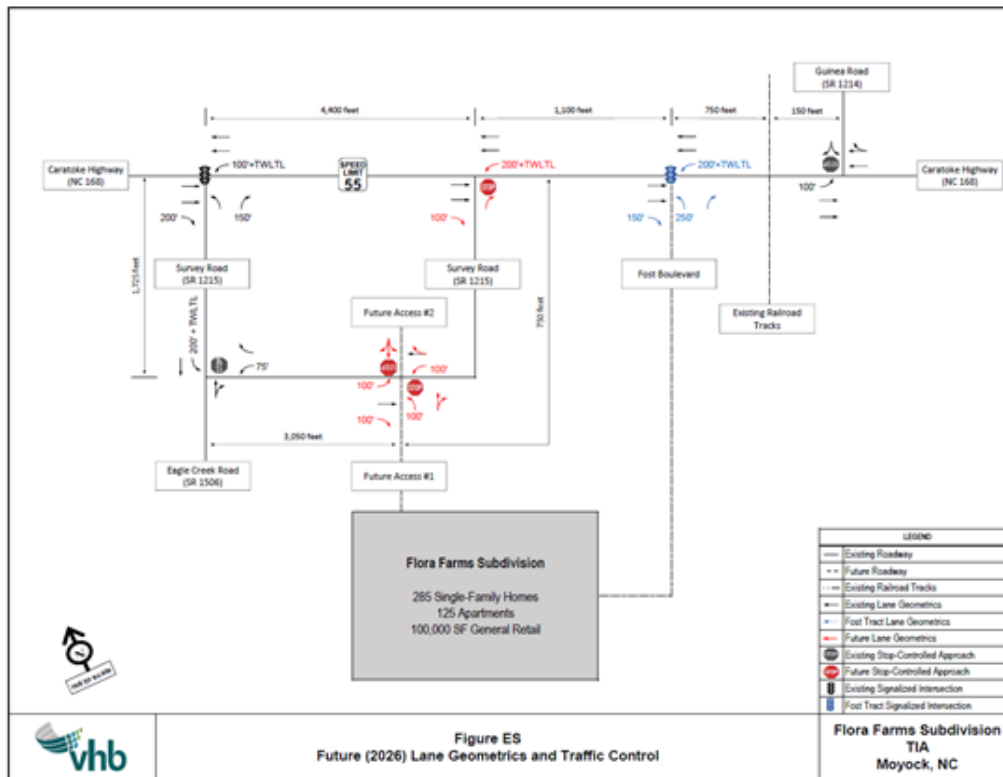 Guinea Road
(SR 1214)
4,400 feet
1,100 feet
750 feet
150 feet
Caratoke Highway
(NC 168)
100'+TWLTL
SPEED
LIMIT
55
200'+TWLTL
200'+TWLTL
STOP
Caratoke Highway
(NC 168)
100'
200'
150'
100'
150'
250'
1,725 feet
Survey Road
(SR 1215)
Survey Road
(SR 1215)
Fost Boulevard
750 feet
Future Access #2
Existing Railroad
Tracks
200' + TWLTL
75'
100'
100'
STOP
100'
100'
3,050 feet
Eagle Creek Road
(SR 1506)
Future Access #1
Flora Farms Subdivision
285 Single-Family Homes
125 Apartments
100,000 SF General Retail
LEGEND
Existing Roadway
Future Roadway
Existing Railroad Tracks
Existing Lane Geometrics
Fost Tract Lane Geometrics
Future Lane Geometrics
STOP
Existing Stop-Controlled Approach
STOP
Future Stop-Controlled Approach
Existing Signalized Intersection
Fost Tract Signalized Intersection
vhb
Figure ES
Future (2026) Lane Geometrics and Traffic Control
Flora Farms Subdivision
TIA
Moyock, NC